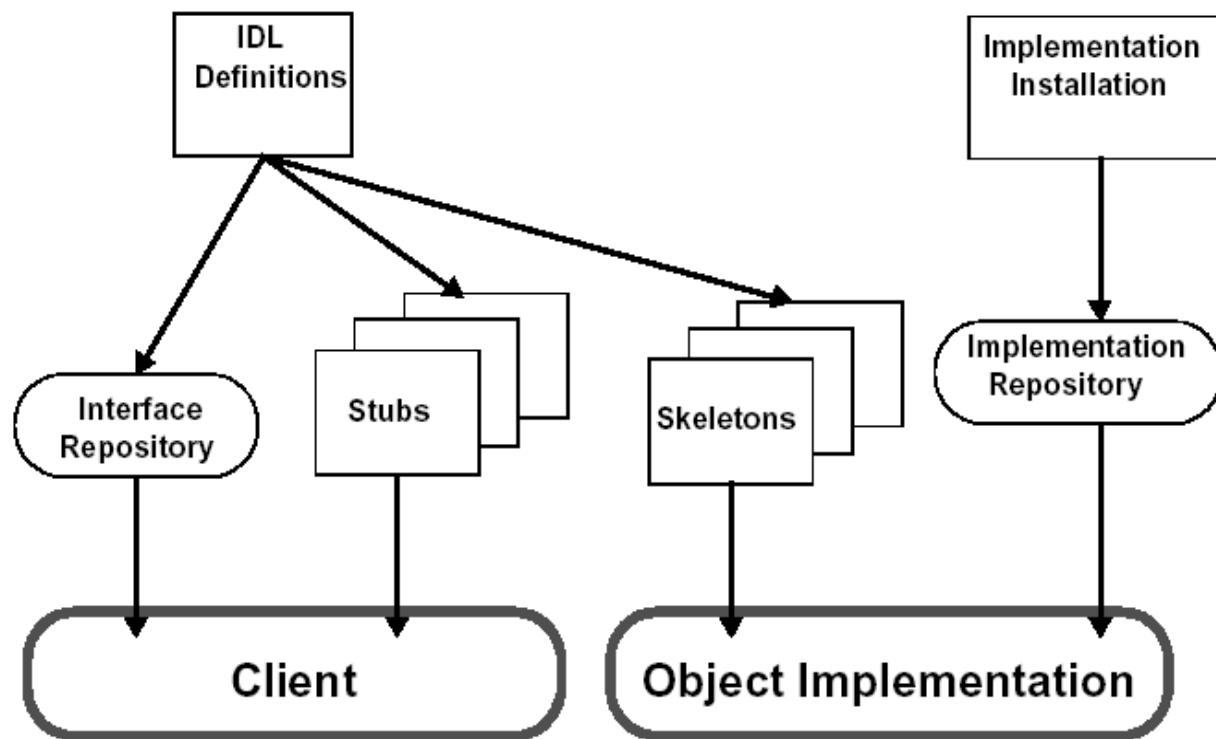 IDL
Definitions
Implementation
Installation
Interface
Repository
Stubs
Skeletons
Implementation
Repository
Client
Object Implementation